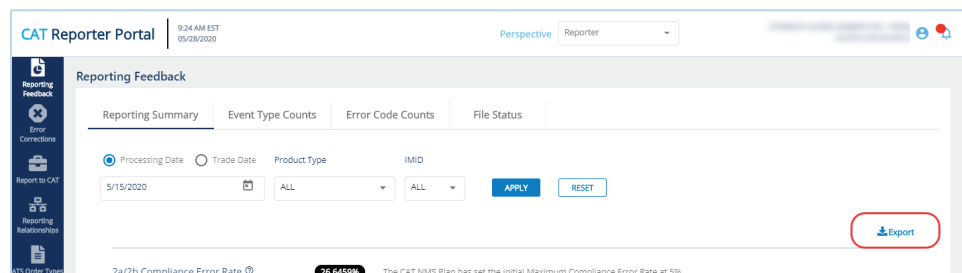 CAT Reporter Portal
9:24 AM EST
05/28/2020
Perspective
Reporter
Reporting
Feedback
Error
Corrections
Report to CAT
Reporting
Relationships
ATS Order Types
Reporting Feedback
Reporting Summary
Event Type Counts
Error Code Counts
File Status
Processing Date
Trade Date
Product Type
IMID
5/15/2020
ALL
ALL
APPLY
RESET
Export
2a/2b Compliance Error Rate
26.6459%
The CAT NMS Plan has set the initial Maximum Compliance Error Rate at 5%